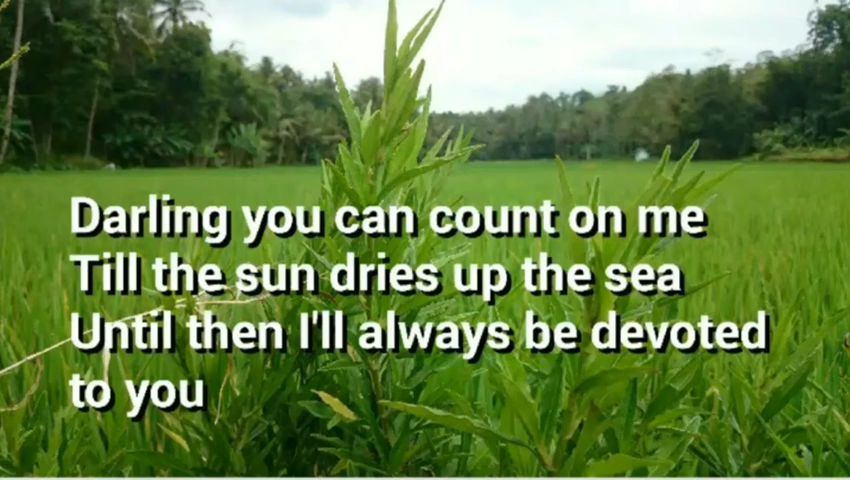 Darling you can count on me
Till the sun dries up the sea
Until then I'll always be devoted
to you